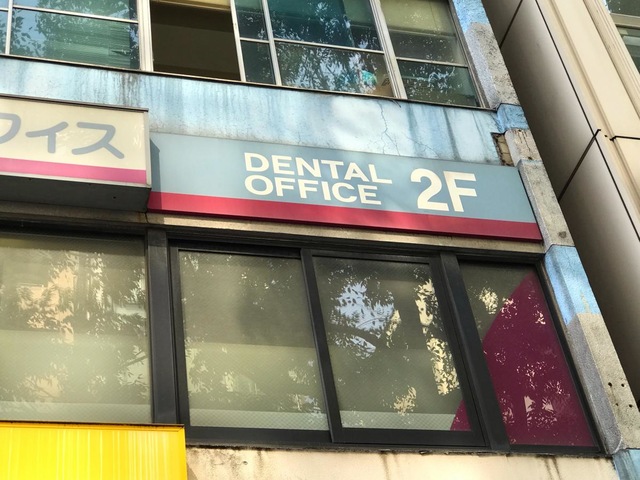 フィス
DENTAL
OFFICE
2F